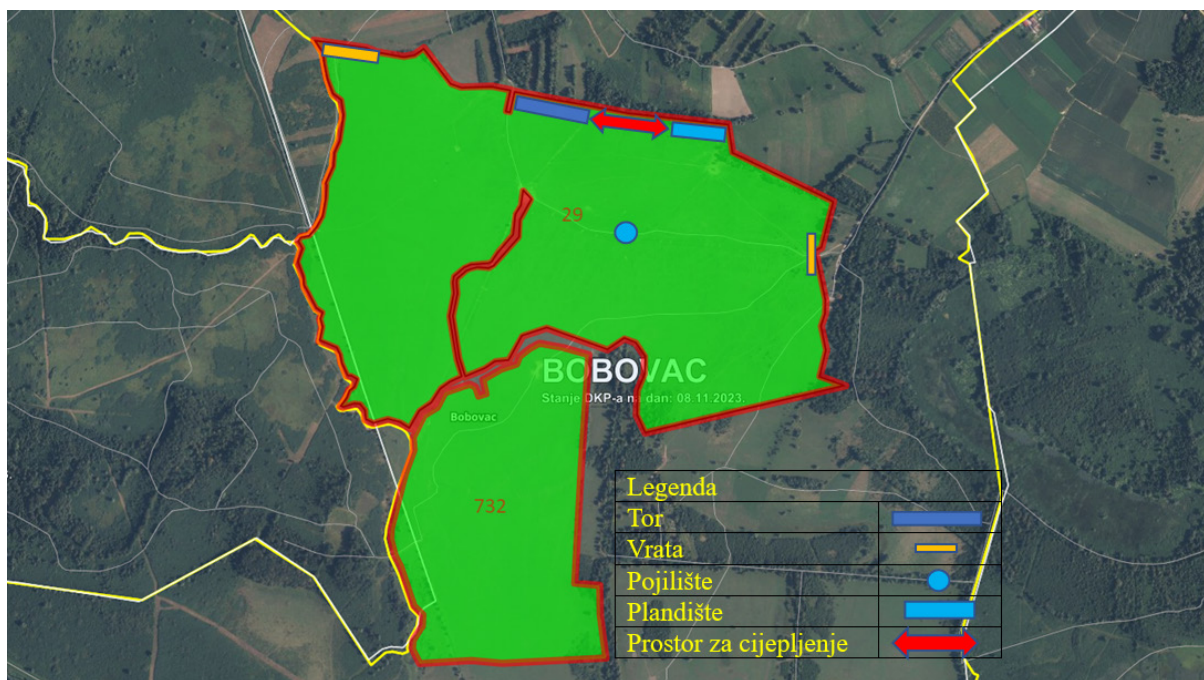 29
BOBOVAC
Stanje DKP-a na dan: 08.11.2023.
Bobovac
732
Legenda
Tor
Vrata
Pojilište
Plandište
Prostor za cijepljenje